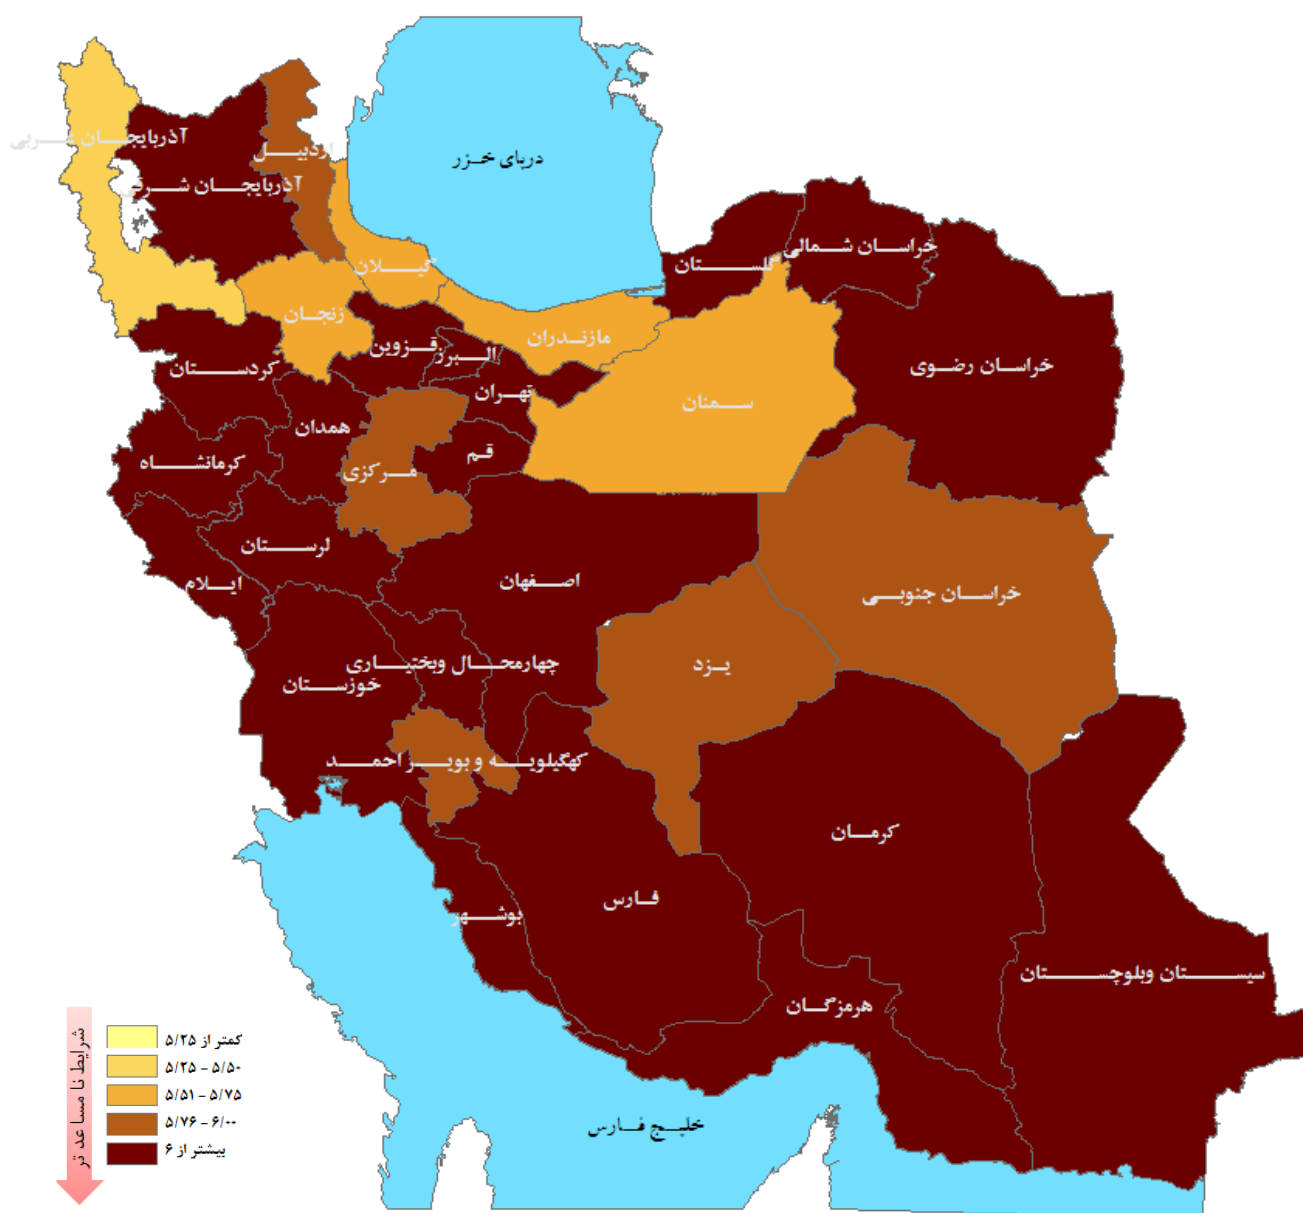 آذربایجان غربی
اردبیل
دریای خزر
آذربایجان شرقی
خراسان شمالی
گلستان
گیلان
زنجان
مازندران
قزوین
البرز
کردستان
خراسان رضوی
تهران
سمنان
همدان
قم
کرمانشاه
مرکزی
لرستان
ایلام
اصفهان
خراسان جنوبی
چهارمحال وبختیاری
یزد
خوزستان
کهگیلویه و بویر احمد
کرمان
فارس
بوشهر
سیستان وبلوچستان
هرمزگان
خلیج فارس
شرایط نا مساعد تر
کمتر از ۵/۲۵
۵/۲۵ - ۵/۵۰
۵/۵۱ - ۵/۷۵
۵/۷۶ - ۶/۰۰
بیشتر از ۶